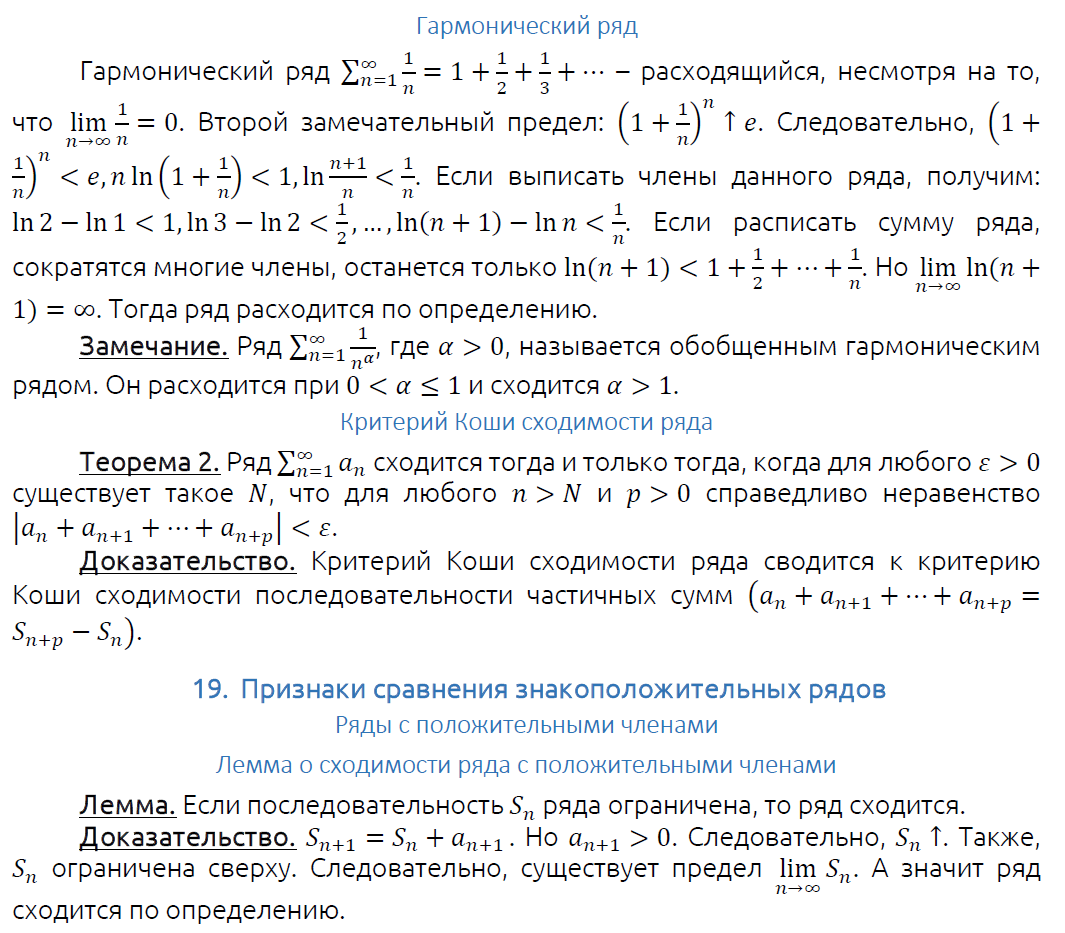 Гармонический ряд
Гармонический ряд $\sum_{n=1}^{\infty} \frac{1}{n} = 1 + \frac{1}{2} + \frac{1}{3} + \cdots$ – расходящийся, несмотря на то,
что $\lim\limits_{n\to\infty} \frac{1}{n} = 0$. Второй замечательный предел: $\left(1 + \frac{1}{n}\right)^n \uparrow e$. Следовательно, $\left(1 +\right.$
$\left.\frac{1}{n}\right)^n < e, n \ln\left(1 + \frac{1}{n}\right) < 1, \ln\frac{n+1}{n} < \frac{1}{n}$. Если выписать члены данного ряда, получим:
$\ln 2 - \ln 1 < 1, \ln 3 - \ln 2 < \frac{1}{2}, \ldots, \ln(n + 1) - \ln n < \frac{1}{n}$. Если расписать сумму ряда,
сократятся многие члены, останется только $\ln(n + 1) < 1 + \frac{1}{2} + \cdots + \frac{1}{n}$. Но $\lim\limits_{n\to\infty} \ln(n +$
$1) = \infty$. Тогда ряд расходится по определению.
Замечание. Ряд $\sum_{n=1}^{\infty} \frac{1}{n^{\alpha}}$, где $\alpha > 0$, называется обобщенным гармоническим
рядом. Он расходится при $0 < \alpha \leq 1$ и сходится $\alpha > 1$.
Критерий Коши сходимости ряда
Теорема 2. Ряд $\sum_{n=1}^{\infty} a_n$ сходится тогда и только тогда, когда для любого $\varepsilon > 0$
существует такое $N$, что для любого $n > N$ и $p > 0$ справедливо неравенство
$|a_n + a_{n+1} + \cdots + a_{n+p}| < \varepsilon$.
Доказательство. Критерий Коши сходимости ряда сводится к критерию
Коши сходимости последовательности частичных сумм $\left(a_n + a_{n+1} + \cdots + a_{n+p} =\right.$
$\left.S_{n+p} - S_n\right)$.
19. Признаки сравнения знакоположительных рядов
Ряды с положительными членами
Лемма о сходимости ряда с положительными членами
Лемма. Если последовательность $S_n$ ряда ограничена, то ряд сходится.
Доказательство. $S_{n+1} = S_n + a_{n+1}$. Но $a_{n+1} > 0$. Следовательно, $S_n \uparrow$. Также,
$S_n$ ограничена сверху. Следовательно, существует предел $\lim\limits_{n\to\infty} S_n$. А значит ряд
сходится по определению.